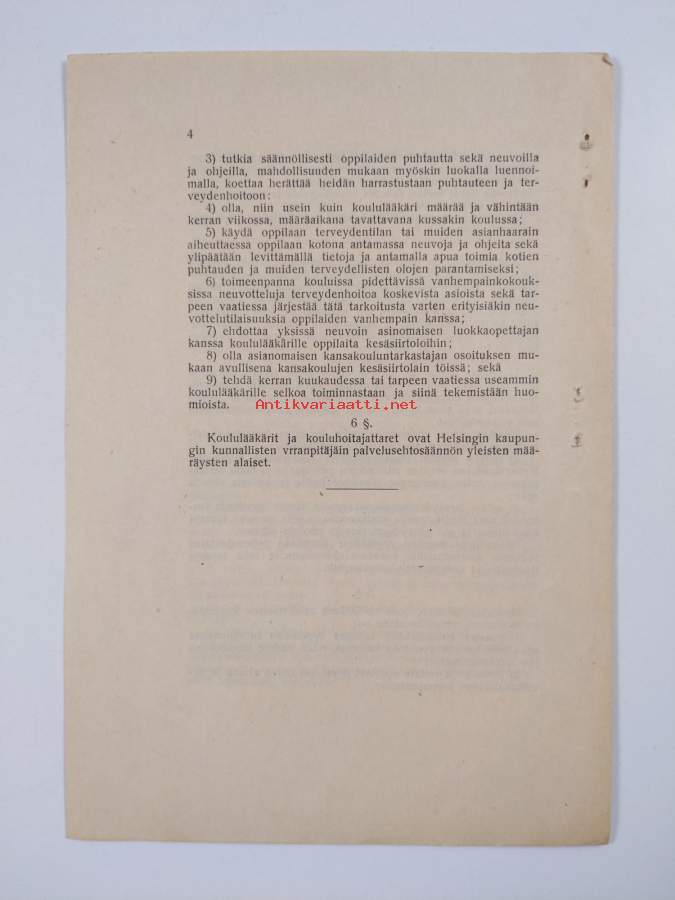 4
3) tutkia säännöllisesti oppilaiden puhtautta sekä neuvoilla
ja ohjeilla, mahdollisuuden mukaan myöskin luokalla luennoi-
malla, koettaa herättää heidän harrastustaan puhtauteen ja ter-
veydenhoitoon:
4) olla, niin usein kuin koululääkäri määrää ja vähintään
kerran viikossa, määräaikana tavattavana kussakin koulussa;
5) käydä oppilaan terveydentilan tai muiden asianhaarain
aiheuttaessa oppilaan kotona antamassa neuvoja ja ohjeita sekä
ylipäätään levittämällä tietoja ja antamalla apua toimia kotien
puhtauden ja muiden terveydellisten olojen parantamiseksi;
6) toimeenpanna kouluissa pidettävissä vanhempainkokouk-
sissa neuvotteluja terveydenhoitoa koskevista asioista sekä tar-
peen vaatiessa järjestää tätä tarkoitusta varten erityisiäkin neu-
vottelutilaisuuksia oppilaiden vanhempain kanssa;
7) ehdottaa yksissä neuvoin asinomaisen luokkaopettajan
kanssa koululääkärille oppilaita kesäsiirtoloihin;
8) olla asianomaisen kansakouluntarkastajan osoituksen mu-
kaan avullisena kansakoulujen kesäsiirtolain töissä; sekä
9) tehdä kerran kuukaudessa tai tarpeen vaatiessa useammin
koululääkärille selkoa toiminnastaan ja siinä tekemistään huo-
mioista.
Antikvariaatit.net
6 §.
Koululääkärit ja kouluhoitajattaret ovat Helsingin kaupun-
gin kunnallisten vrranpitäjäin palvelusehtosäännön yleisten mää-
räysten alaiset.